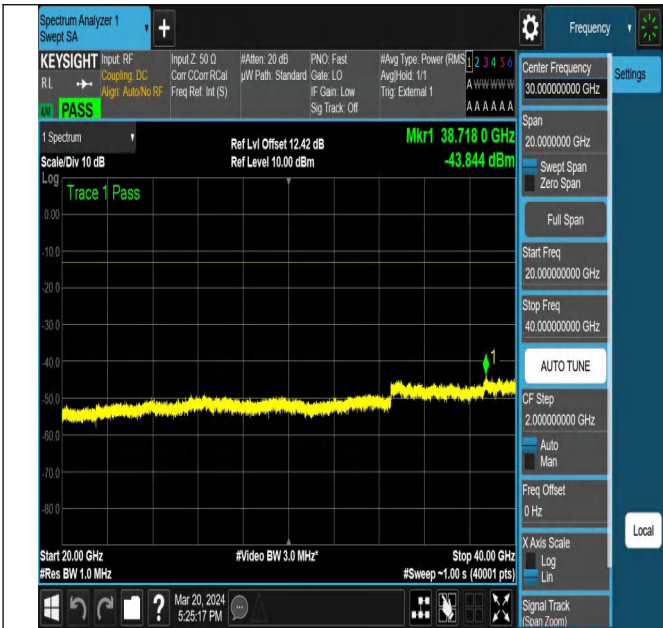 Spectrum Analyzer 1
Swept SA
+
Frequency
KEYSIGHT
RL
PASS
Input: RF
Coupling: DC
Align: Auto/No RF
Input Z: 50 Ω
Corr CCorr RCal
Freq Ref: Int (S)
#Atten: 20 dB
µW Path: Standard
PNO: Fast
Gate: LO
IF Gain: Low
Sig Track: Off
#Avg Type: Power (RMS
Avg|Hold: 1/1
Trig: External 1
1 2 3 4 5 6
A W W W W W
A A A A A A
1 Spectrum
Scale/Div 10 dB
Ref Lvl Offset 12.42 dB
Ref Level 10.00 dBm
Mkr1 38.718 0 GHz
-43.844 dBm
Log
Trace 1 Pass
0.00
-10.0
-20.0
-30.0
-40.0
-50.0
-60.0
-70.0
-80.0
1
Start 20.00 GHz
#Res BW 1.0 MHz
#Video BW 3.0 MHz*
Stop 40.00 GHz
#Sweep ~1.00 s (40001 pts)
Center Frequency
30.000000000 GHz
Settings
Span
20.0000000 GHz
Swept Span
Zero Span
Full Span
Start Freq
20.000000000 GHz
Stop Freq
40.000000000 GHz
AUTO TUNE
CF Step
2.000000000 GHz
Auto
Man
Freq Offset
0 Hz
X Axis Scale
Log
Lin
Signal Track
(Span Zoom)
Local
?
Mar 20, 2024
5:25:17 PM